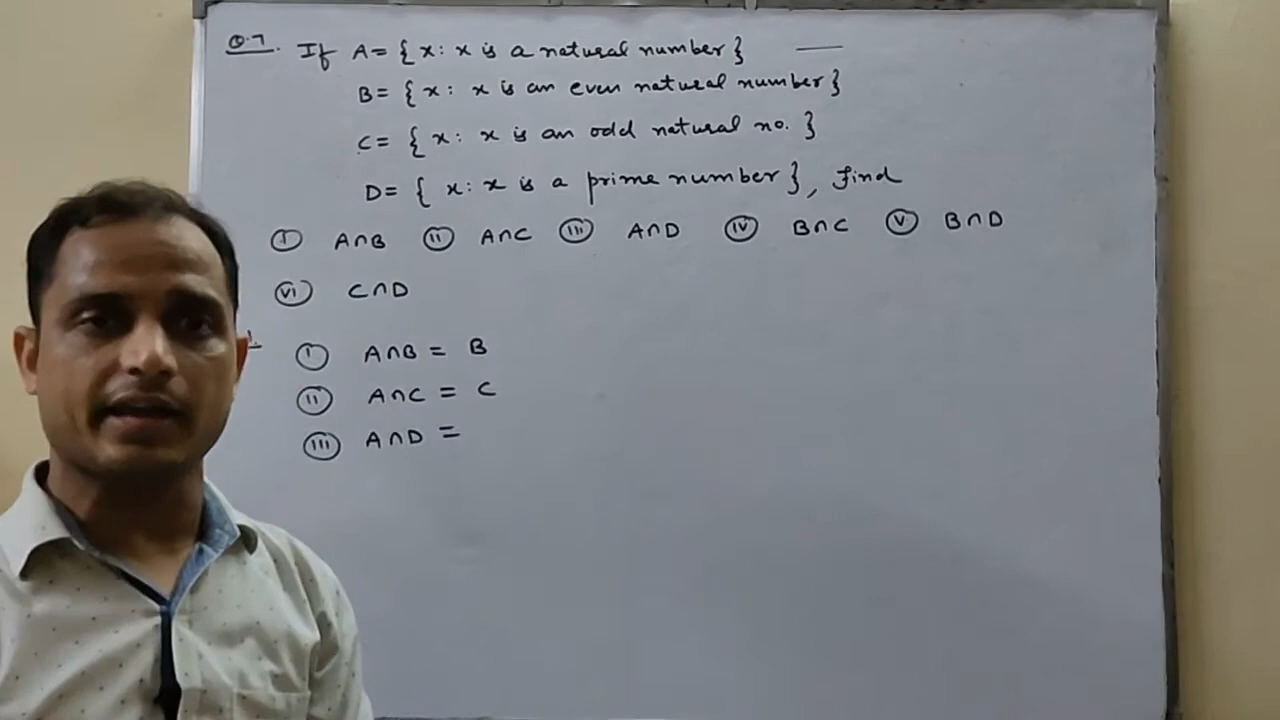 Q.7. If A = { x : x is a natural number } —
B = { x : x is an even natural number }
C = { x : x is an odd natural no. }
D = { x : x is a prime number }, find
(i) A∩B (ii) A∩C (iii) A∩D (iv) B∩C (v) B∩D
(vi) C∩D
(i) A∩B = B
(ii) A∩C = C
(iii) A∩D =